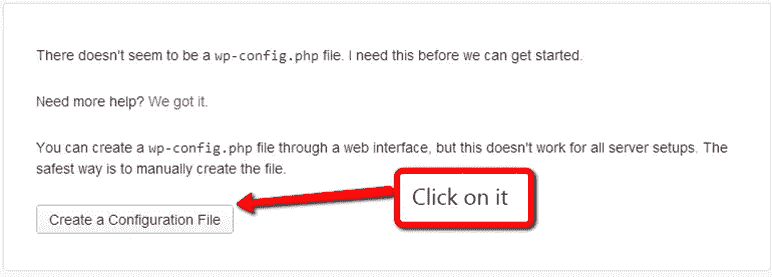 There doesn't seem to be a wp-config.php file. I need this before we can get started.
Need more help? We got it.
You can create a wp-config.php file through a web interface, but this doesn't work for all server setups. The
safest way is to manually create the file.
Click on it
Create a Configuration File